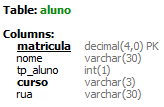 Table: aluno
Columns:
matricula decimal(4,0) PK
nome varchar(30)
tp_aluno int(1)
curso varchar(3)
rua varchar(30)